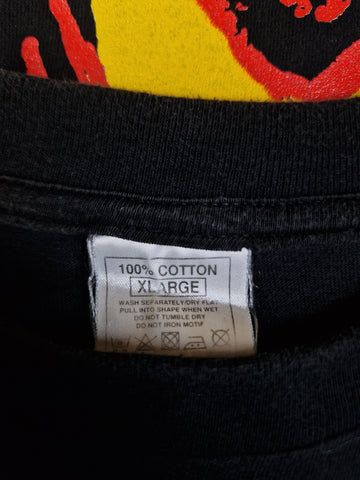 100% COTTON
XLARGE
WASH SEPARATELY/DRY FLAT
PULL INTO SHAPE WHEN WET
DO NOT TUMBLE DRY
DO NOT IRON MOTIF